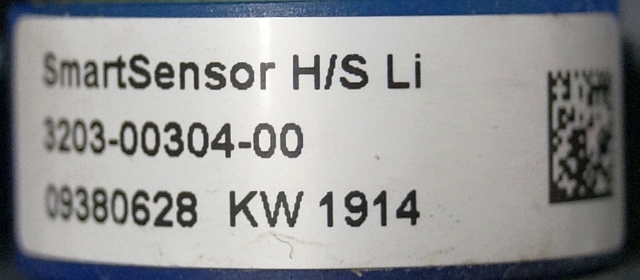 SmartSensor H/S Li
3203-00304-00
09380628 KW 1914